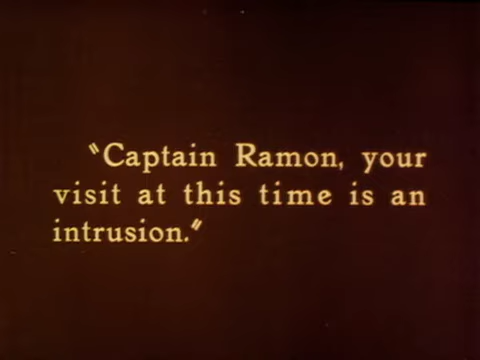 "Captain Ramon, your
visit at this time is an
intrusion."